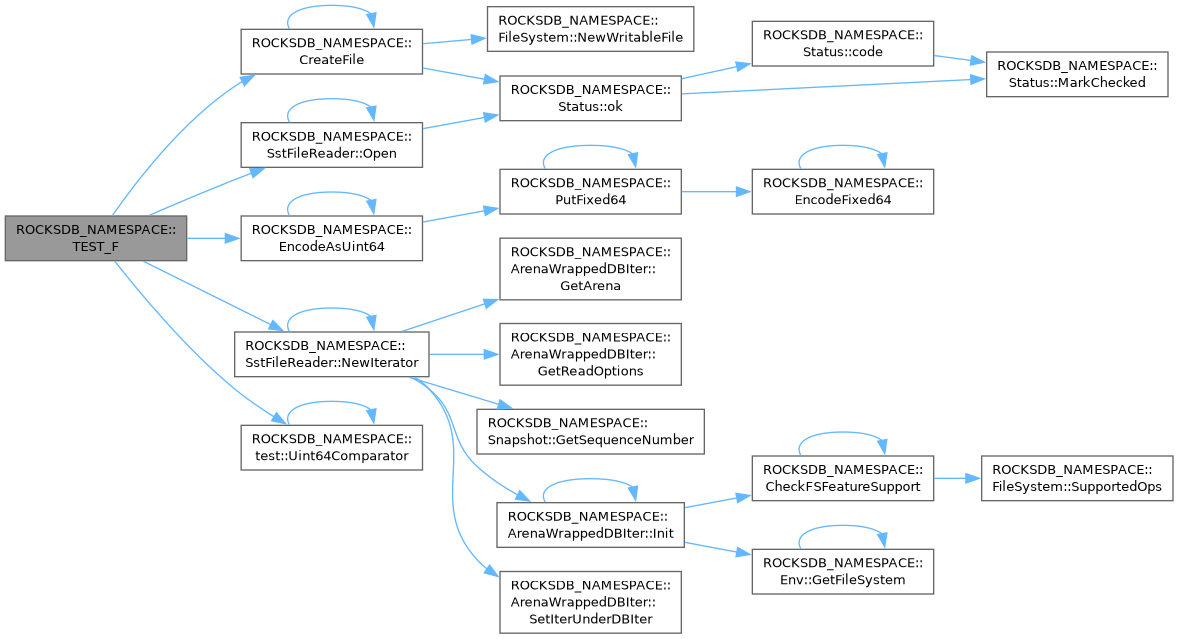 ROCKSDB_NAMESPACE::
TEST_F
ROCKSDB_NAMESPACE::
CreateFile
ROCKSDB_NAMESPACE::
FileSystem::NewWritableFile
ROCKSDB_NAMESPACE::
Status::ok
ROCKSDB_NAMESPACE::
Status::code
ROCKSDB_NAMESPACE::
Status::MarkChecked
ROCKSDB_NAMESPACE::
SstFileReader::Open
ROCKSDB_NAMESPACE::
EncodeAsUint64
ROCKSDB_NAMESPACE::
PutFixed64
ROCKSDB_NAMESPACE::
EncodeFixed64
ROCKSDB_NAMESPACE::
SstFileReader::NewIterator
ROCKSDB_NAMESPACE::
ArenaWrappedDBIter::
GetArena
ROCKSDB_NAMESPACE::
ArenaWrappedDBIter::
GetReadOptions
ROCKSDB_NAMESPACE::
Snapshot::GetSequenceNumber
ROCKSDB_NAMESPACE::
ArenaWrappedDBIter::Init
ROCKSDB_NAMESPACE::
CheckFSFeatureSupport
ROCKSDB_NAMESPACE::
FileSystem::SupportedOps
ROCKSDB_NAMESPACE::
Env::GetFileSystem
ROCKSDB_NAMESPACE::
ArenaWrappedDBIter::
SetIterUnderDBIter
ROCKSDB_NAMESPACE::
test::Uint64Comparator